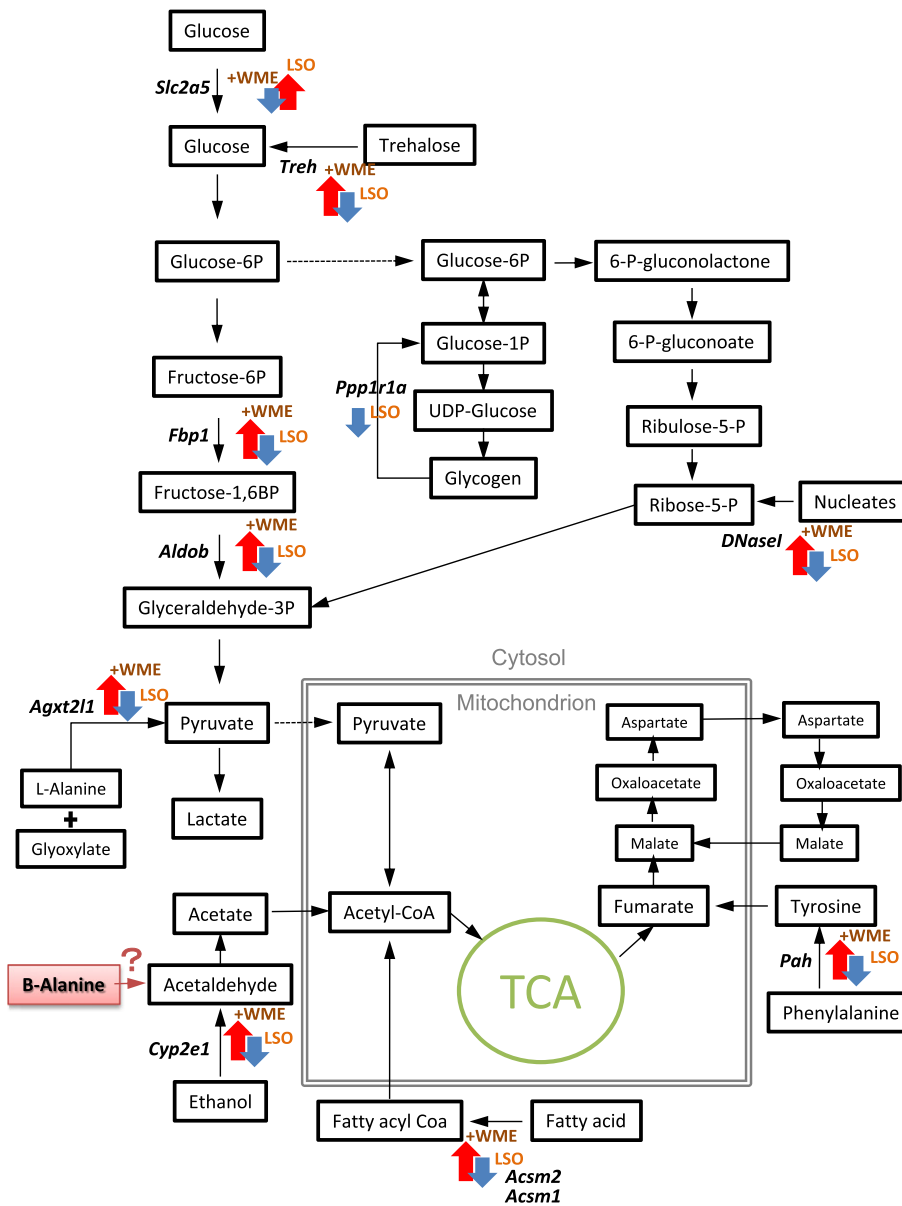 Glucose
LSO
+WME
Slc2a5
Glucose
Trehalose
Treh
+WME
LSO
Glucose-6P
Glucose-6P
6-P-gluconolactone
Glucose-1P
6-P-gluconoate
Fructose-6P
Ppp1r1a
LSO
UDP-Glucose
Ribulose-5-P
+WME
Fbp1
LSO
Glycogen
Fructose-1,6BP
Ribose-5-P
Nucleates
+WME
Aldob
LSO
DNaseI
+WME
LSO
Glyceraldehyde-3P
Cytosol
+WME
LSO
Agxt2l1
Mitochondrion
Pyruvate
Pyruvate
Aspartate
Aspartate
L-Alanine
Oxaloacetate
Oxaloacetate
+
Lactate
Glyoxylate
Malate
Malate
Acetate
Acetyl-CoA
Fumarate
Tyrosine
?
+WME
Pah
LSO
B-Alanine
Acetaldehyde
TCA
Phenylalanine
+WME
Cyp2e1
LSO
Ethanol
Fatty acyl Coa
Fatty acid
+WME
LSO
Acsm2
Acsm1